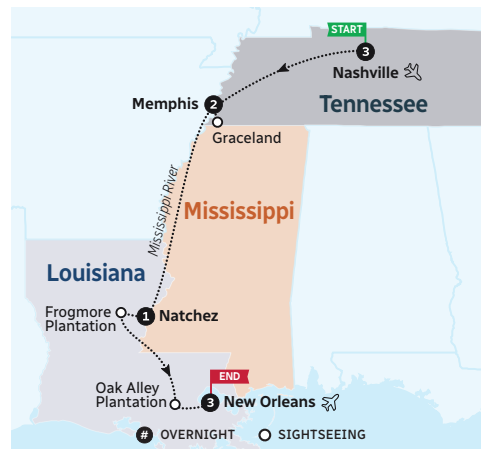 START
3
Nashville
Tennessee
Memphis
2
Graceland
Mississippi River
Mississippi
Louisiana
Frogmore
Plantation
1
Natchez
Oak Alley
Plantation
END
3
New Orleans
# OVERNIGHT
SIGHTSEEING